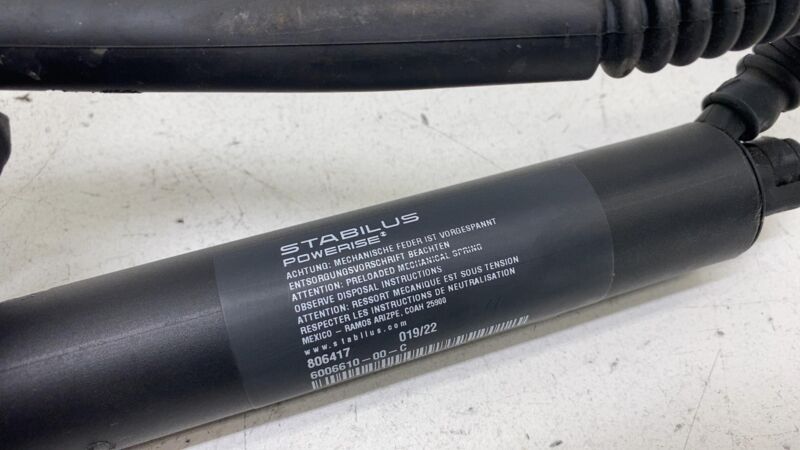 STABILUS
POWERISE
ACHTUNG: MECHANISCHE FEDER IST VORGESPANNT
ENTSORGUNGSVORSCHRIFT BEACHTEN
ATTENTION: PRELOADED MECHANICAL SPRING
OBSERVE DISPOSAL INSTRUCTIONS
ATTENTION: RESSORT MECANIQUE EST SOUS TENSION
RESPECTER LES INSTRUCTIONS DE NEUTRALISATION
MEXICO - RAMOS ARIZPE, COAH 25900
www.stabilus.com
806417 019/22
6006610-00-C